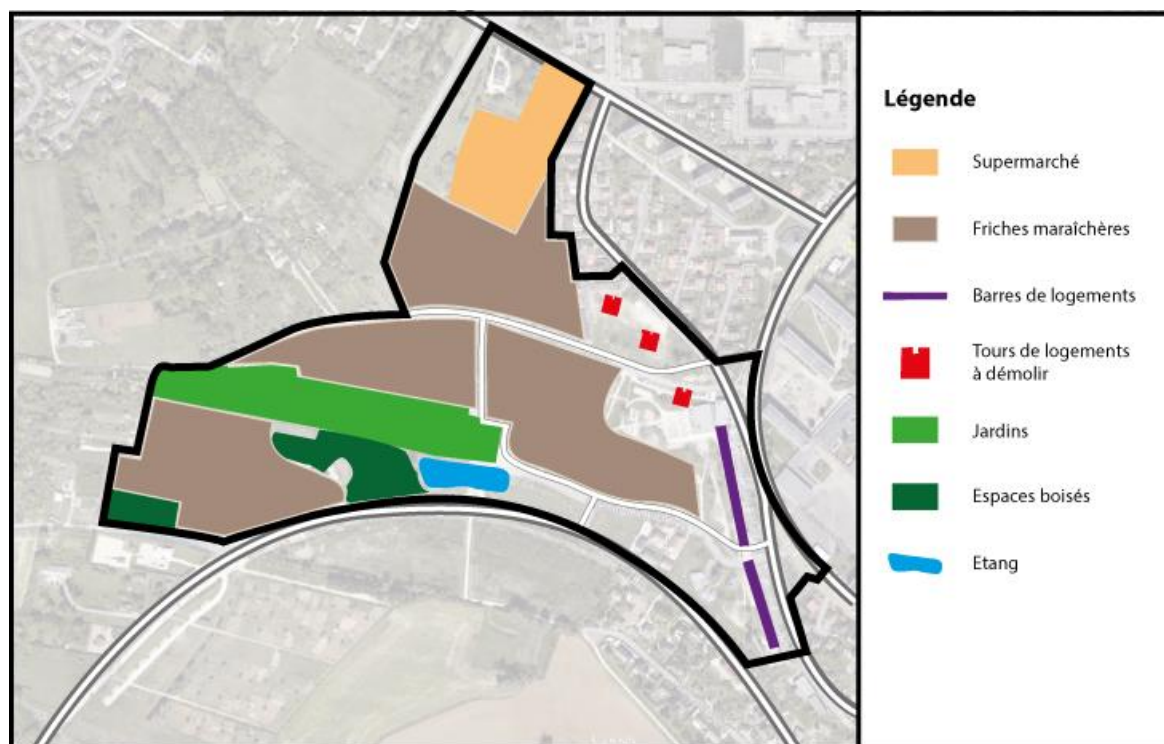 Légende
Supermarché
Friches maraîchères
Barres de logements
Tours de logements
à démolir
Jardins
Espaces boisés
Etang